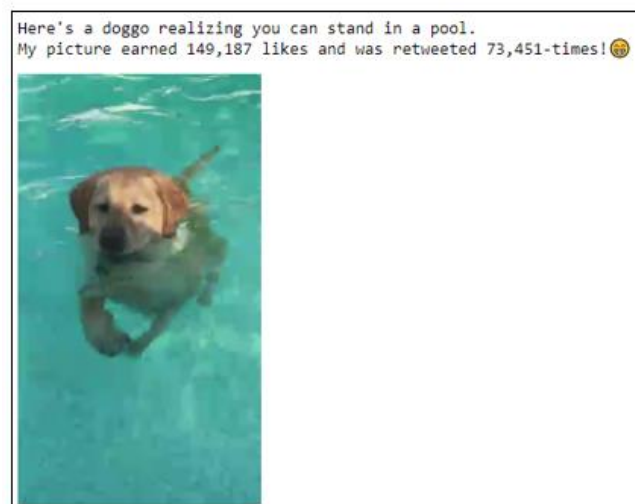 Here's a doggo realizing you can stand in a pool.
My picture earned 149,187 likes and was retweeted 73,451-times!😁